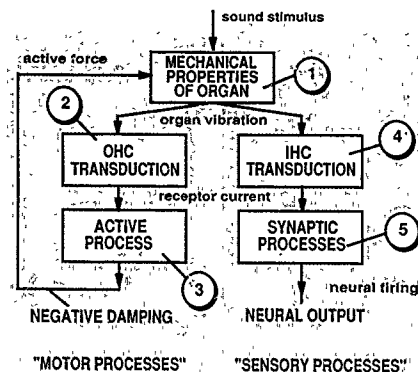 sound stimulus
active force
MECHANICAL
PROPERTIES
OF ORGAN
1
2
organ vibration
4
OHC
TRANSDUCTION
IHC
TRANSDUCTION
receptor current
5
ACTIVE
PROCESS
SYNAPTIC
PROCESSES
3
neural firing
NEGATIVE DAMPING
NEURAL OUTPUT
"MOTOR PROCESSES"
"SENSORY PROCESSES"